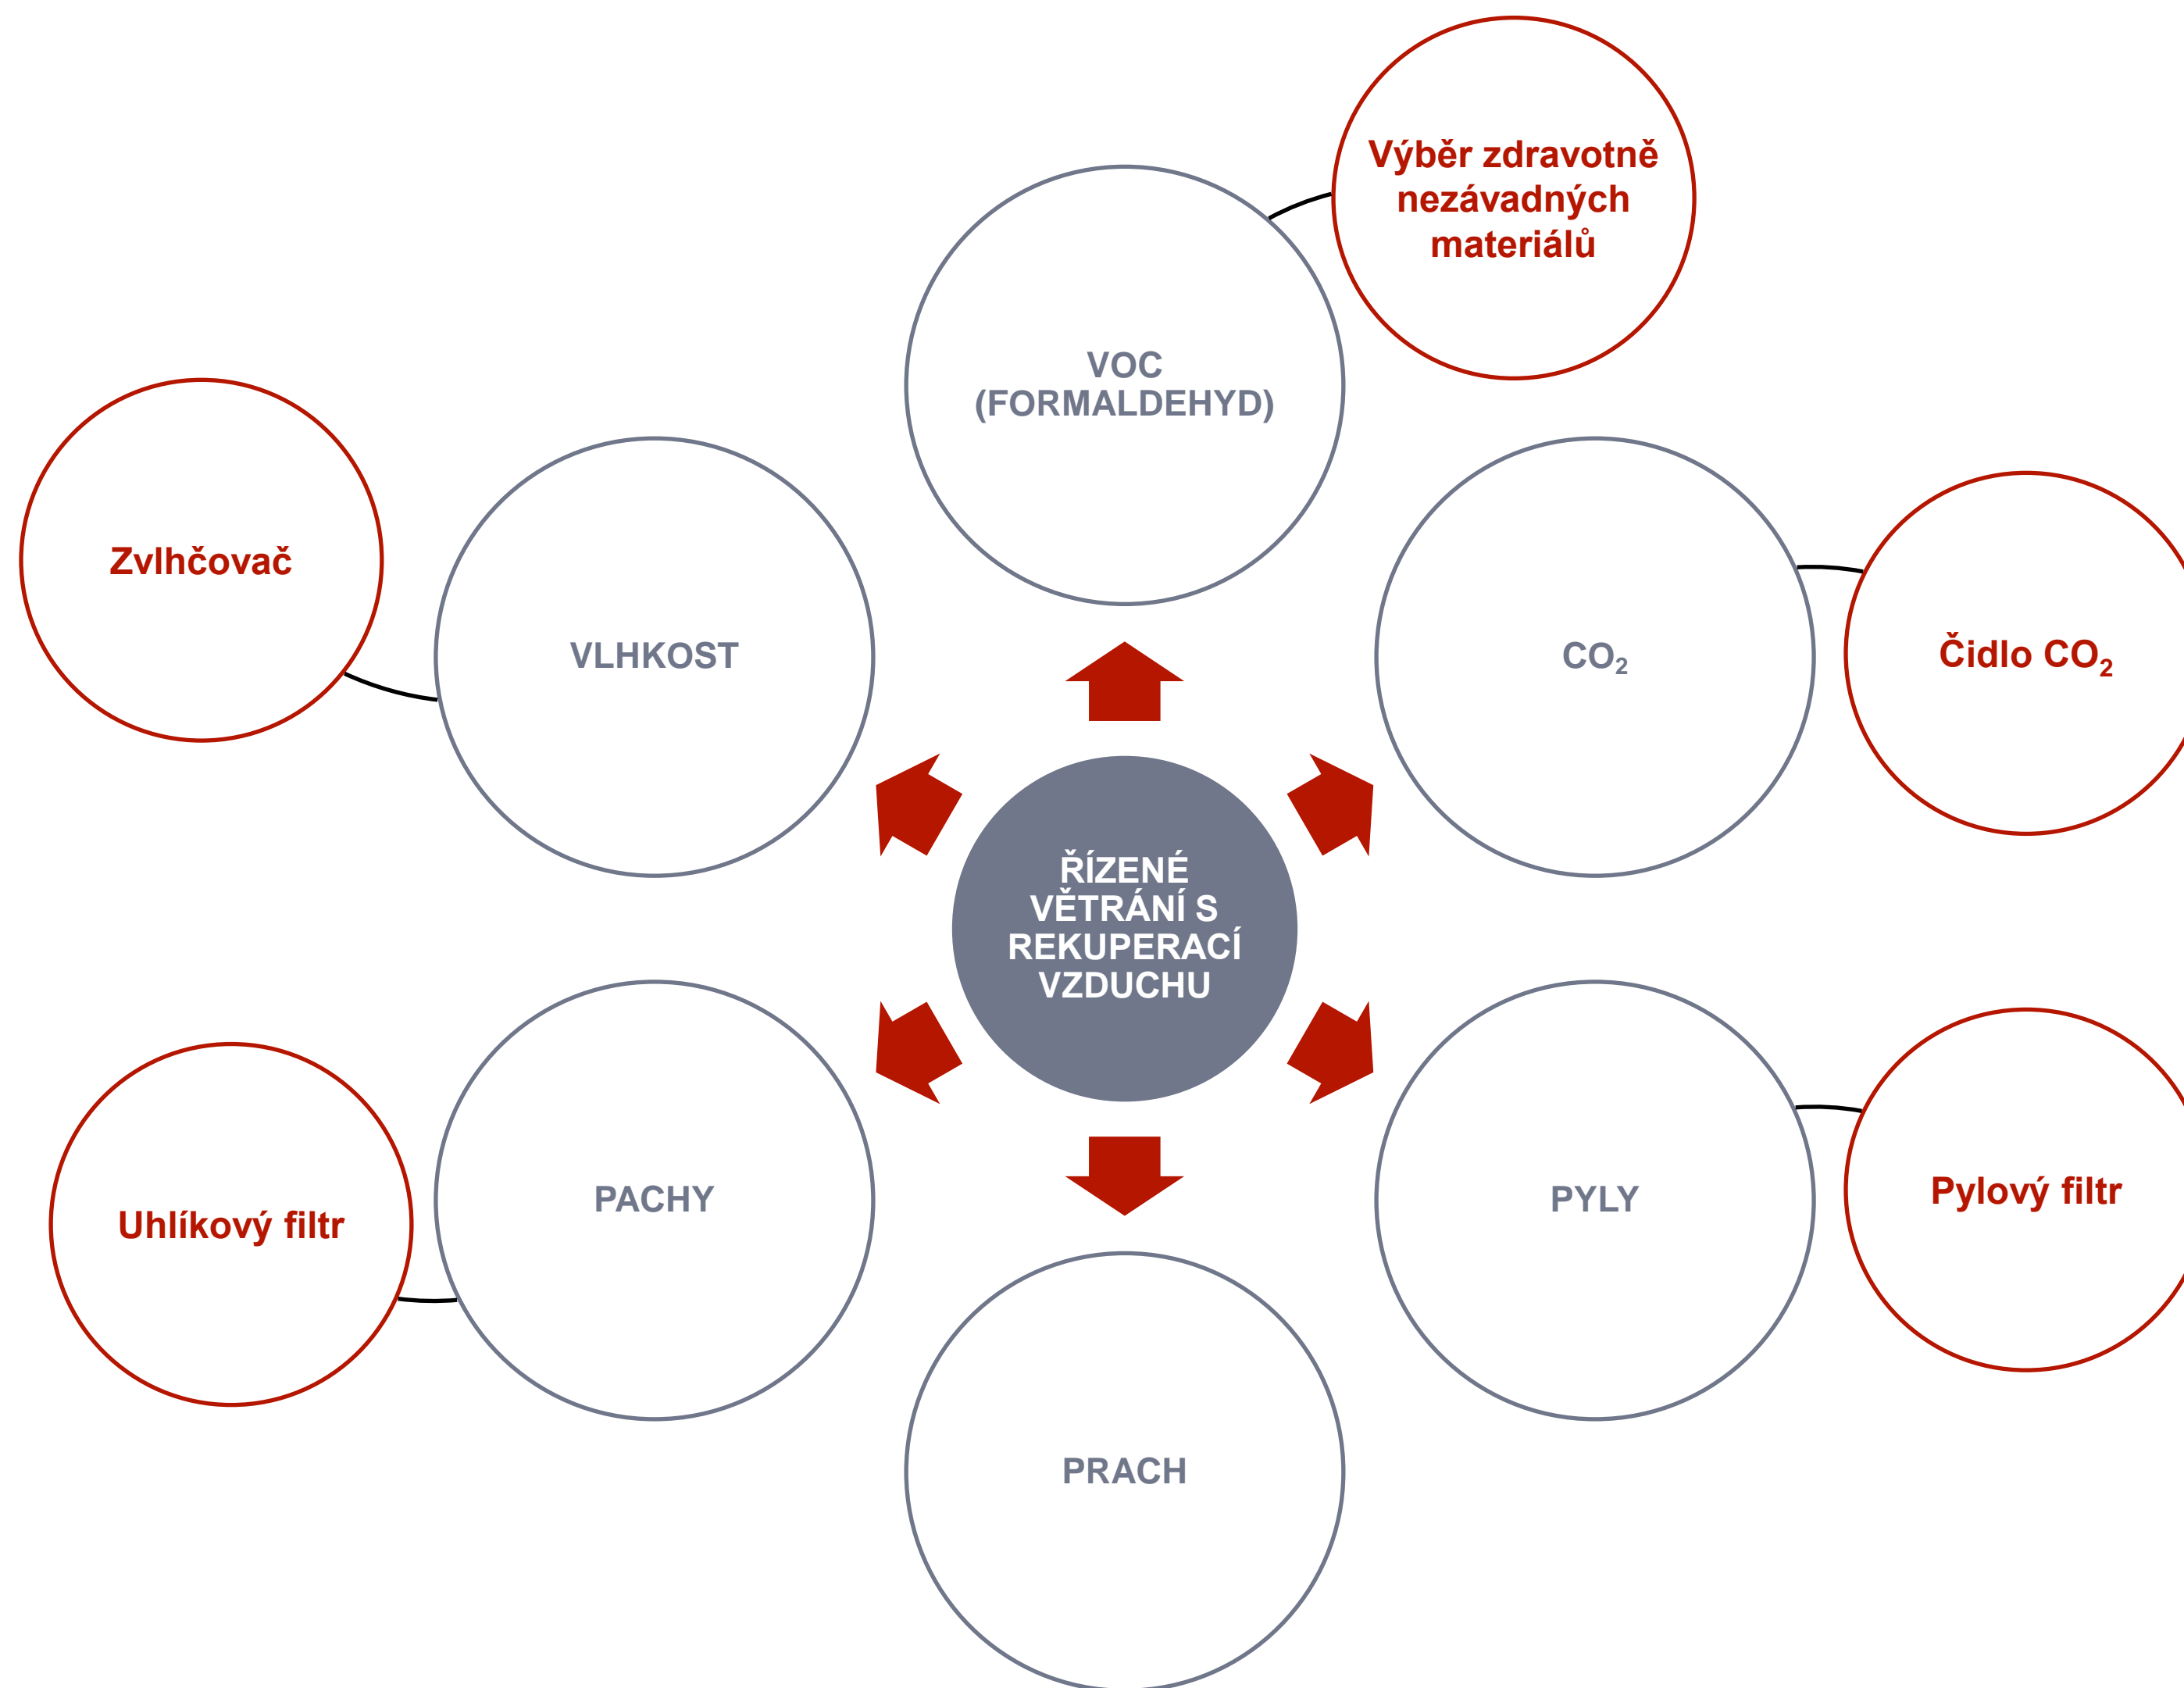 Výběr zdravotně
nezávadných
materiálů
VOC
(FORMALDEHYD)
Zvlhčovač
VLHKOST
CO₂
Čidlo CO₂
ŘÍZENÉ
VĚTRÁNÍ S
REKUPERACÍ
VZDUCHU
Uhlíkový filtr
PACHY
PYLY
Pylový filtr
PRACH